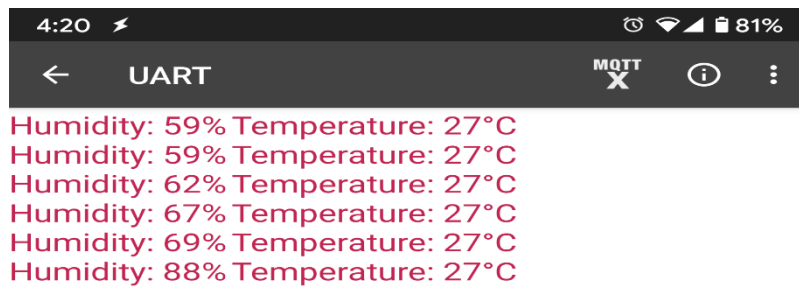 4:20 81%
UART MQTT X
Humidity: 59% Temperature: 27°C
Humidity: 59% Temperature: 27°C
Humidity: 62% Temperature: 27°C
Humidity: 67% Temperature: 27°C
Humidity: 69% Temperature: 27°C
Humidity: 88% Temperature: 27°C